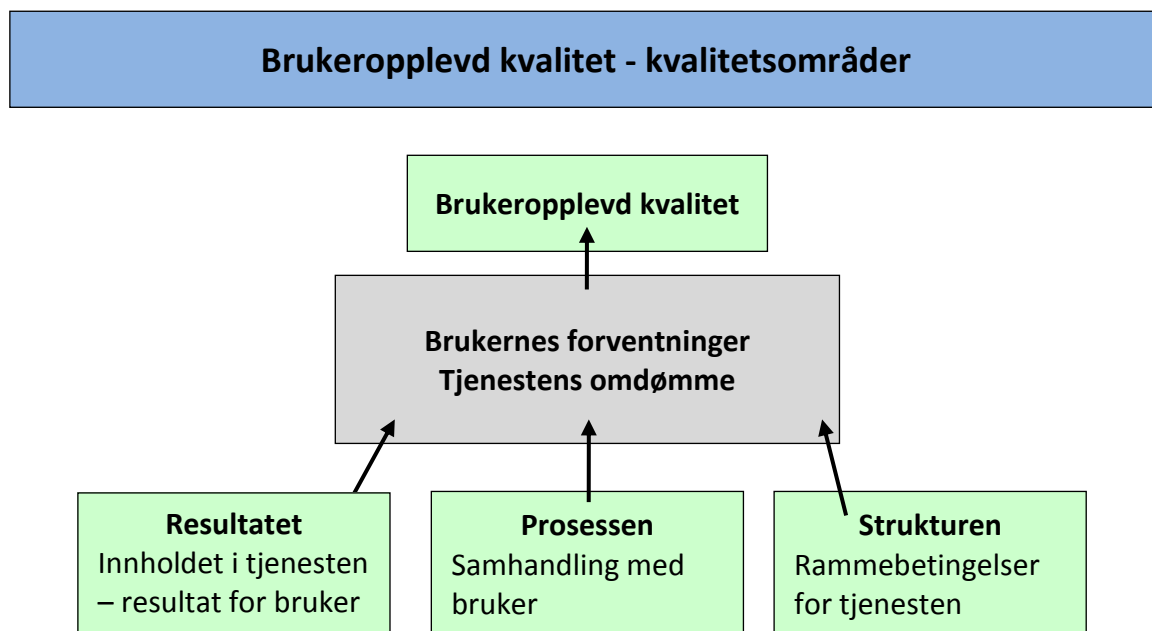 Brukeropplevd kvalitet - kvalitetsområder
Brukeropplevd kvalitet
Brukernes forventninger
Tjenestens omdømme
Resultatet
Innholdet i tjenesten
– resultat for bruker
Prosessen
Samhandling med
bruker
Strukturen
Rammebetingelser
for tjenesten